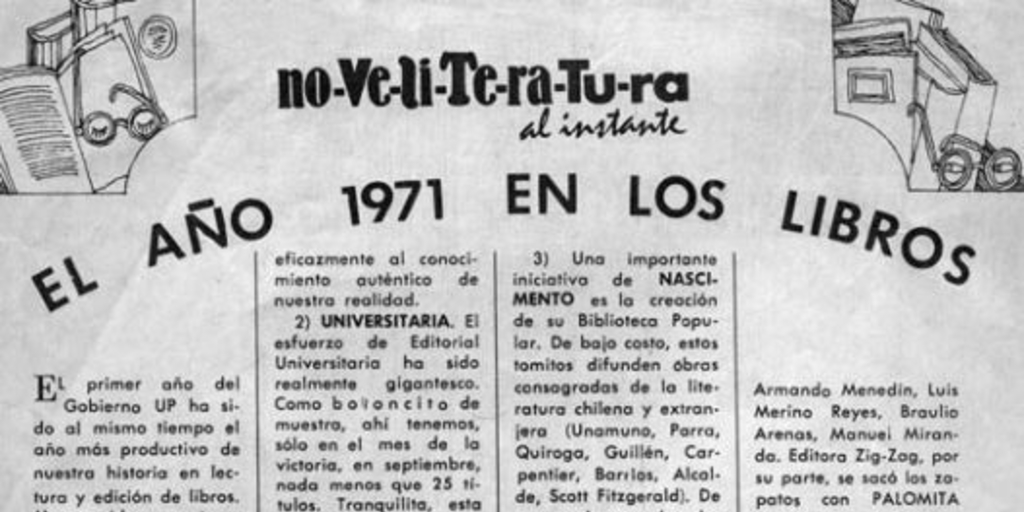 no-Ve-li-Te-ra-Tu-ra
al instante
EL AÑO 1971 EN LOS LIBROS
EL primer año del
Gobierno UP ha si-
do al mismo tiempo el
año más productivo de
nuestra historia en lec-
tura y edición de libros.
eficazmente al conoci-
miento auténtico de
nuestra realidad.
2) UNIVERSITARIA. El
esfuerzo de Editorial
Universitaria ha sido
realmente gigantesco.
Como botoncito de
muestra, ahí tenemos,
sólo en el mes de la
victoria, en septiembre,
nada menos que 25 tí-
tulos. Tranquilita, esta
3) Una importante
iniciativa de NASCI-
MENTO es la creación
de su Biblioteca Popu-
lar. De bajo costo, estos
tomitos difunden obras
consagradas de la lite-
ratura chilena y extran-
jera (Unamuno, Parra,
Quiroga, Guillén, Car-
pentier, Barrios, Alcal-
de, Scott Fitzgerald). De
Armando Menedin, Luis
Merino Reyes, Braulio
Arenas, Manuel Miran-
da. Editora Zig-Zag, por
su parte, se sacó los za-
patos con PALOMITA